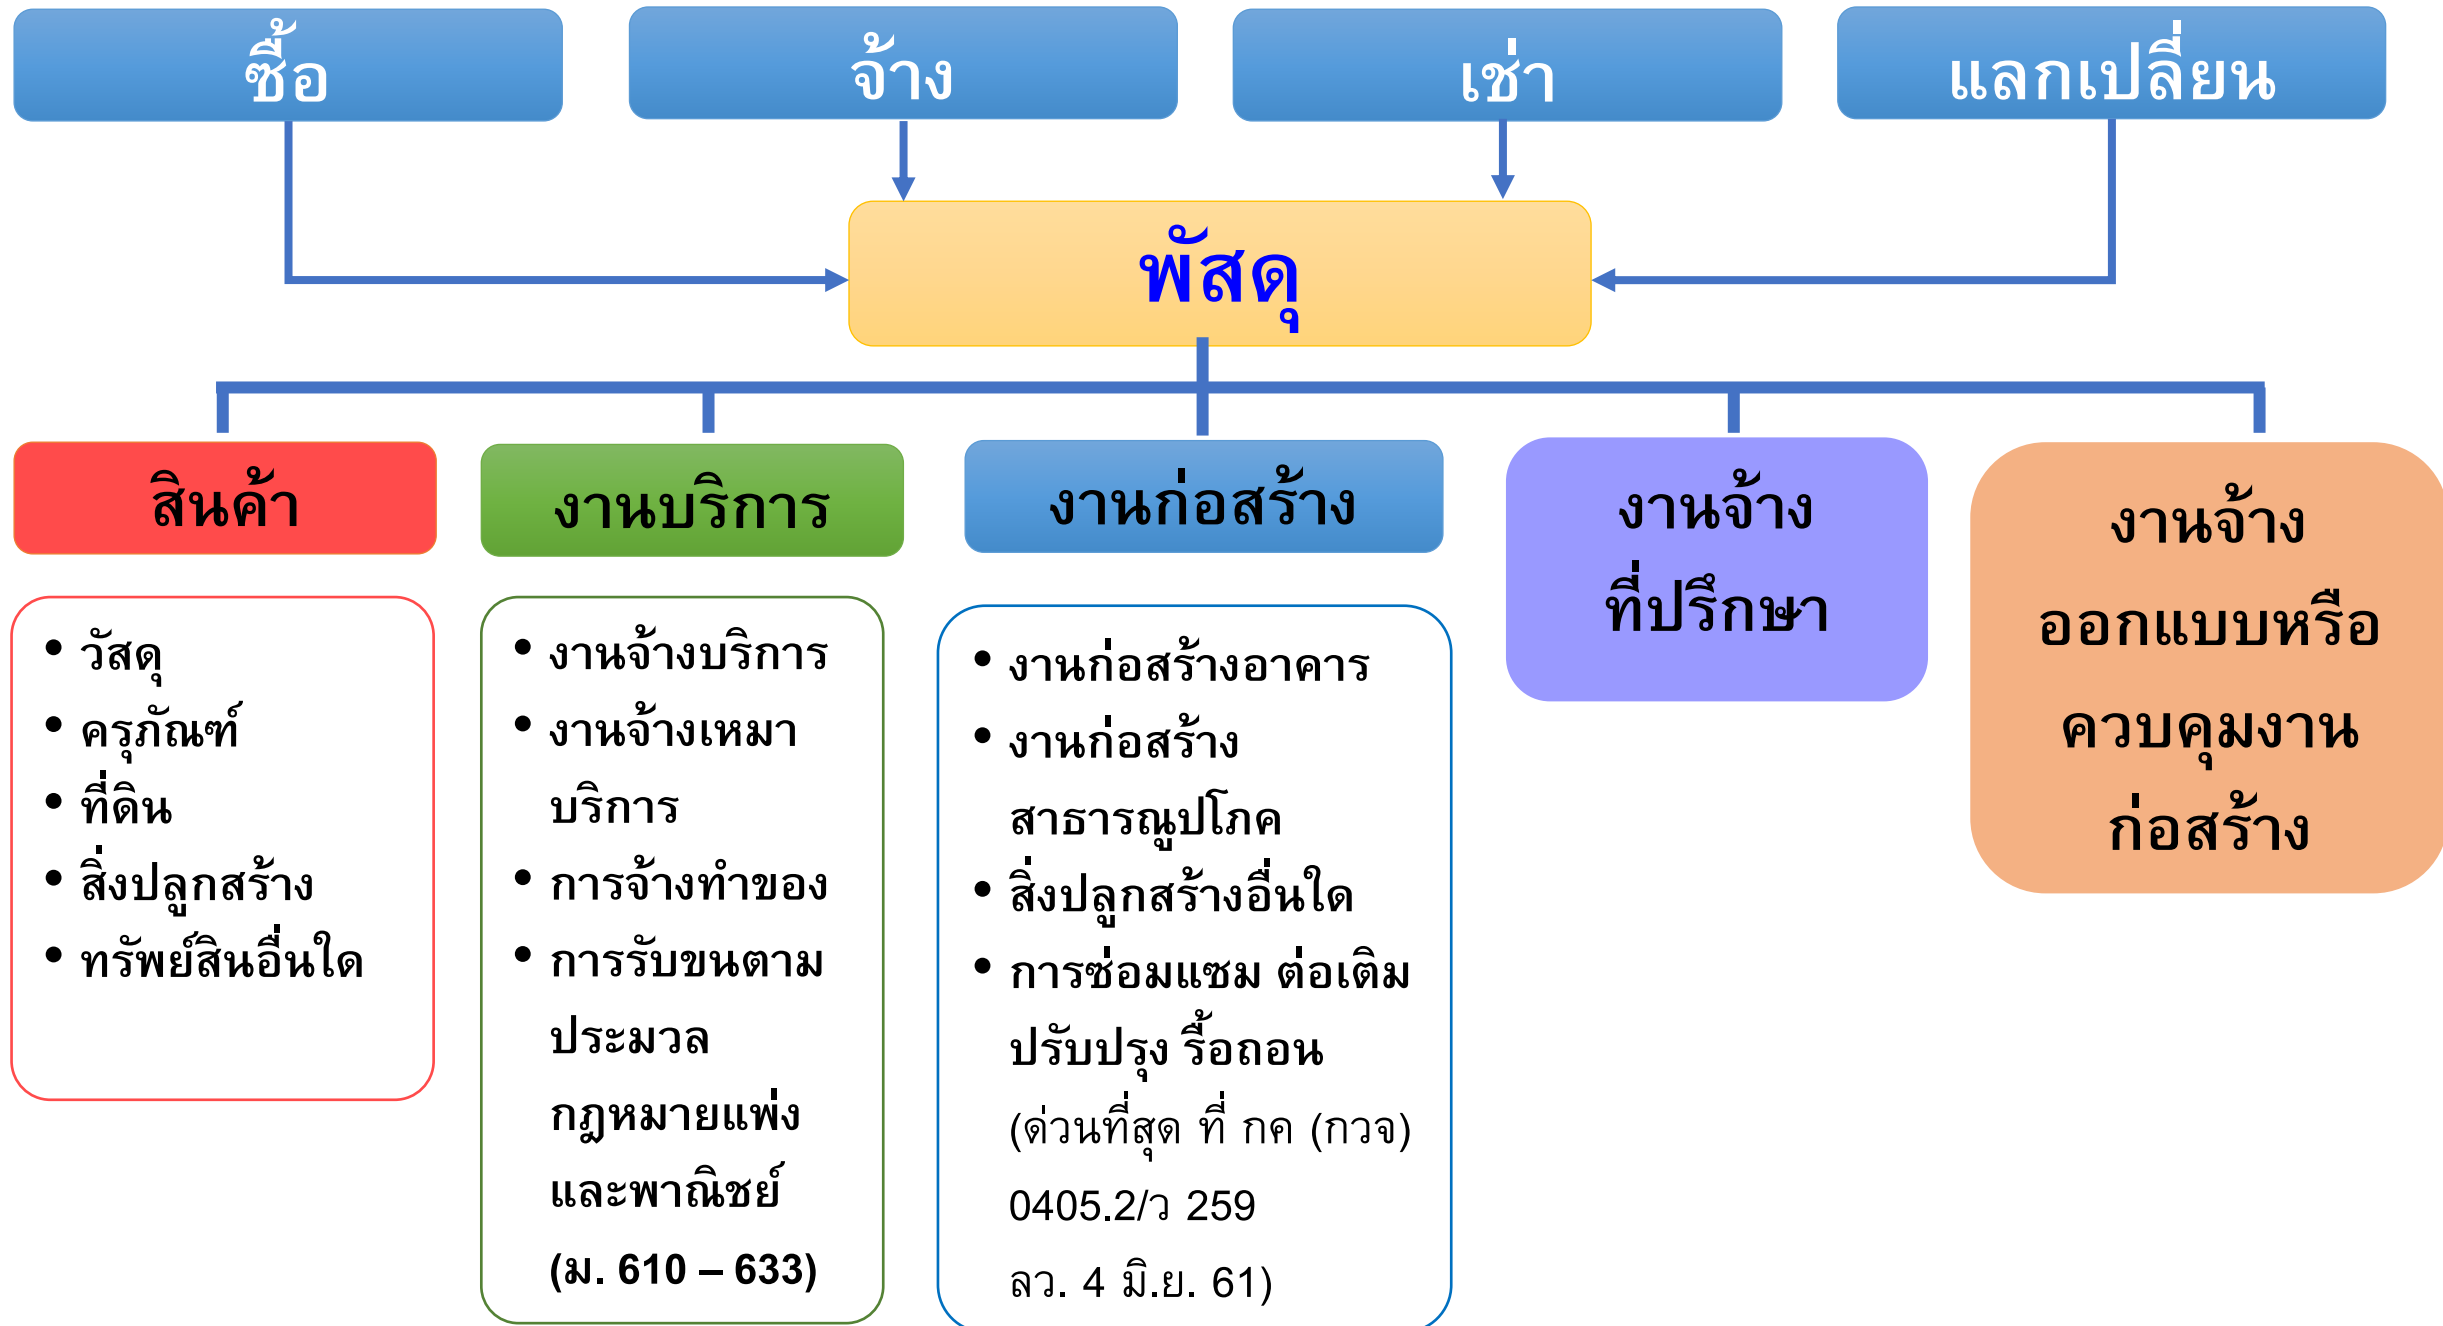 ซื้อ
จ้าง
เช่า
แลกเปลี่ยน
พัสดุ
สินค้า
งานบริการ
งานก่อสร้าง
งานจ้าง
ที่ปรึกษา
งานจ้าง
ออกแบบหรือ
ควบคุมงาน
ก่อสร้าง
• วัสดุ
• ครุภัณฑ์
• ที่ดิน
• สิ่งปลูกสร้าง
• ทรัพย์สินอื่นใด
• งานจ้างบริการ
• งานจ้างเหมา
บริการ
• การจ้างทำของ
• การรับขนตาม
ประมวล
กฎหมายแพ่ง
และพาณิชย์
(ม. 610 – 633)
• งานก่อสร้างอาคาร
• งานก่อสร้าง
สาธารณูปโภค
• สิ่งปลูกสร้างอื่นใด
• การซ่อมแซม ต่อเติม
ปรับปรุง รื้อถอน
(ด่วนที่สุด ที่ กค (กวจ)
0405.2/ว 259
ลว. 4 มิ.ย. 61)